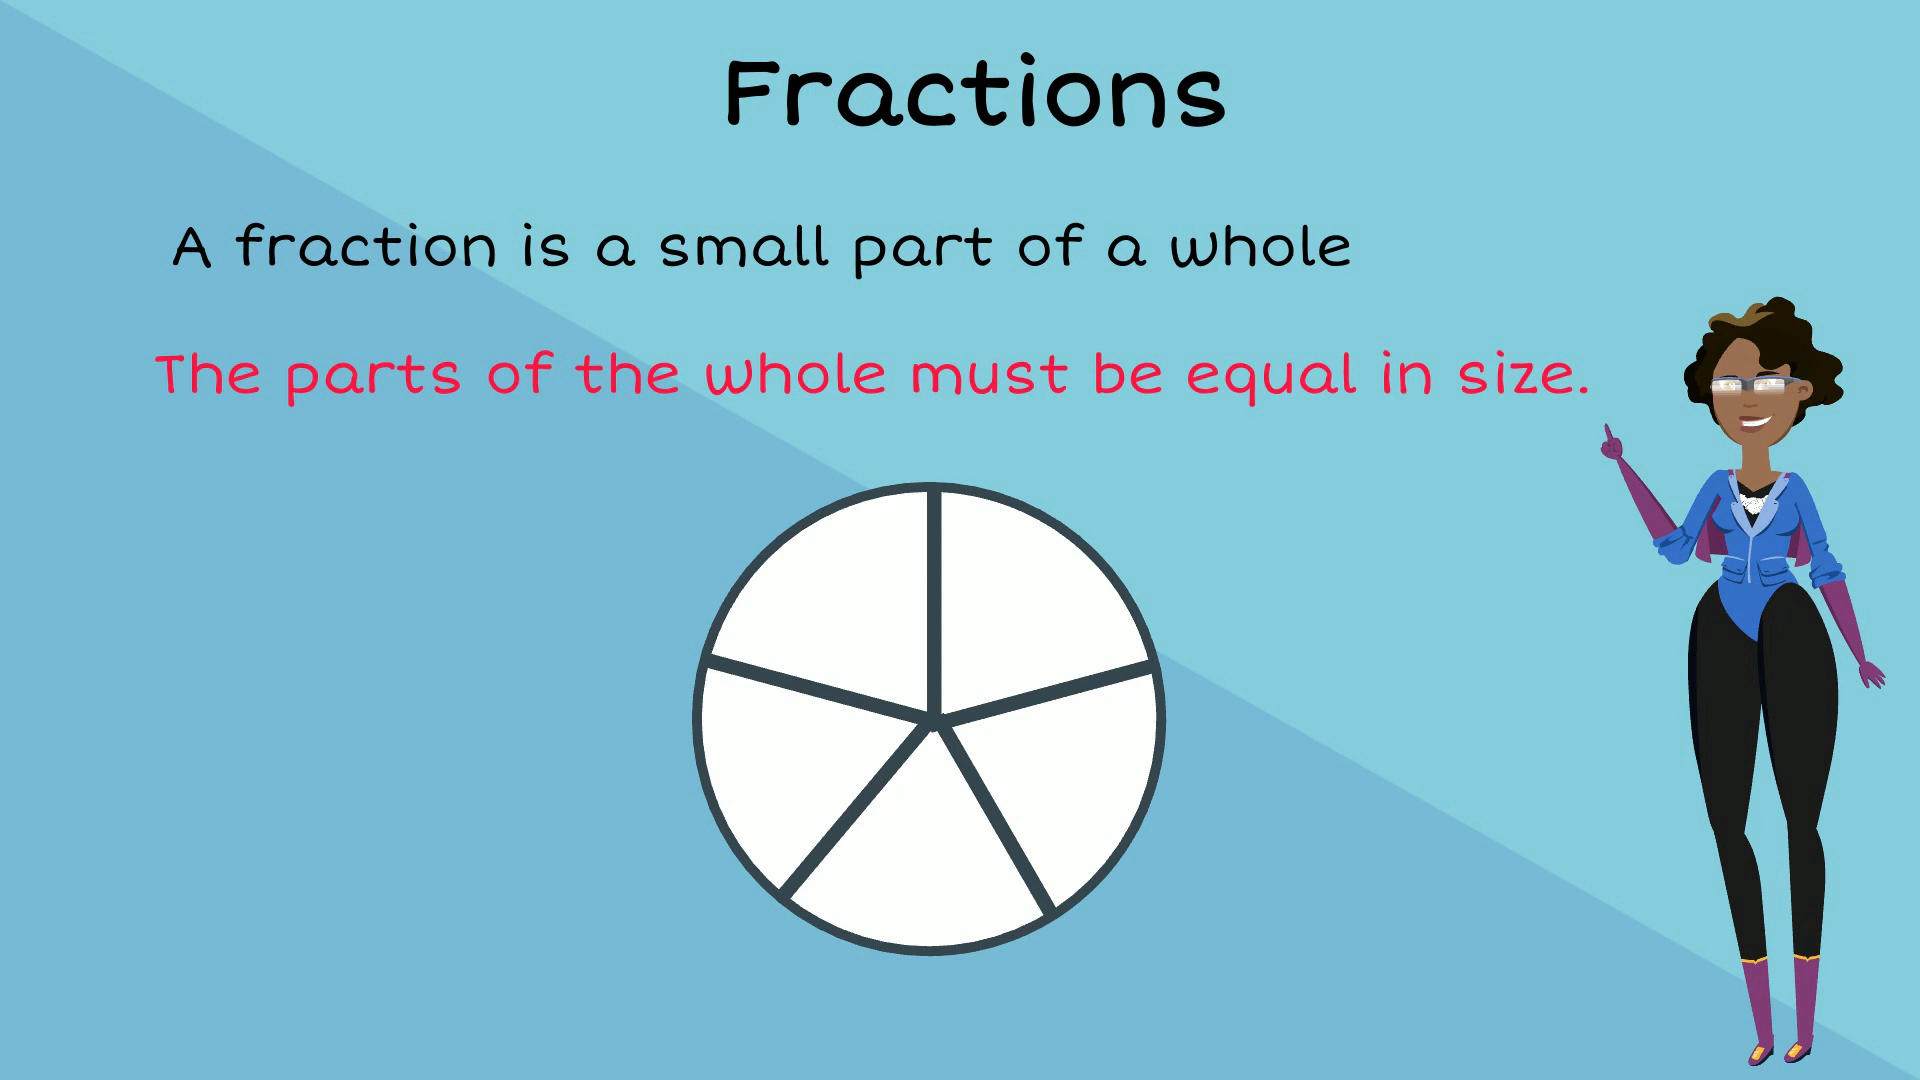 Fractions
A fraction is a small part of a whole
The parts of the whole must be equal in size.